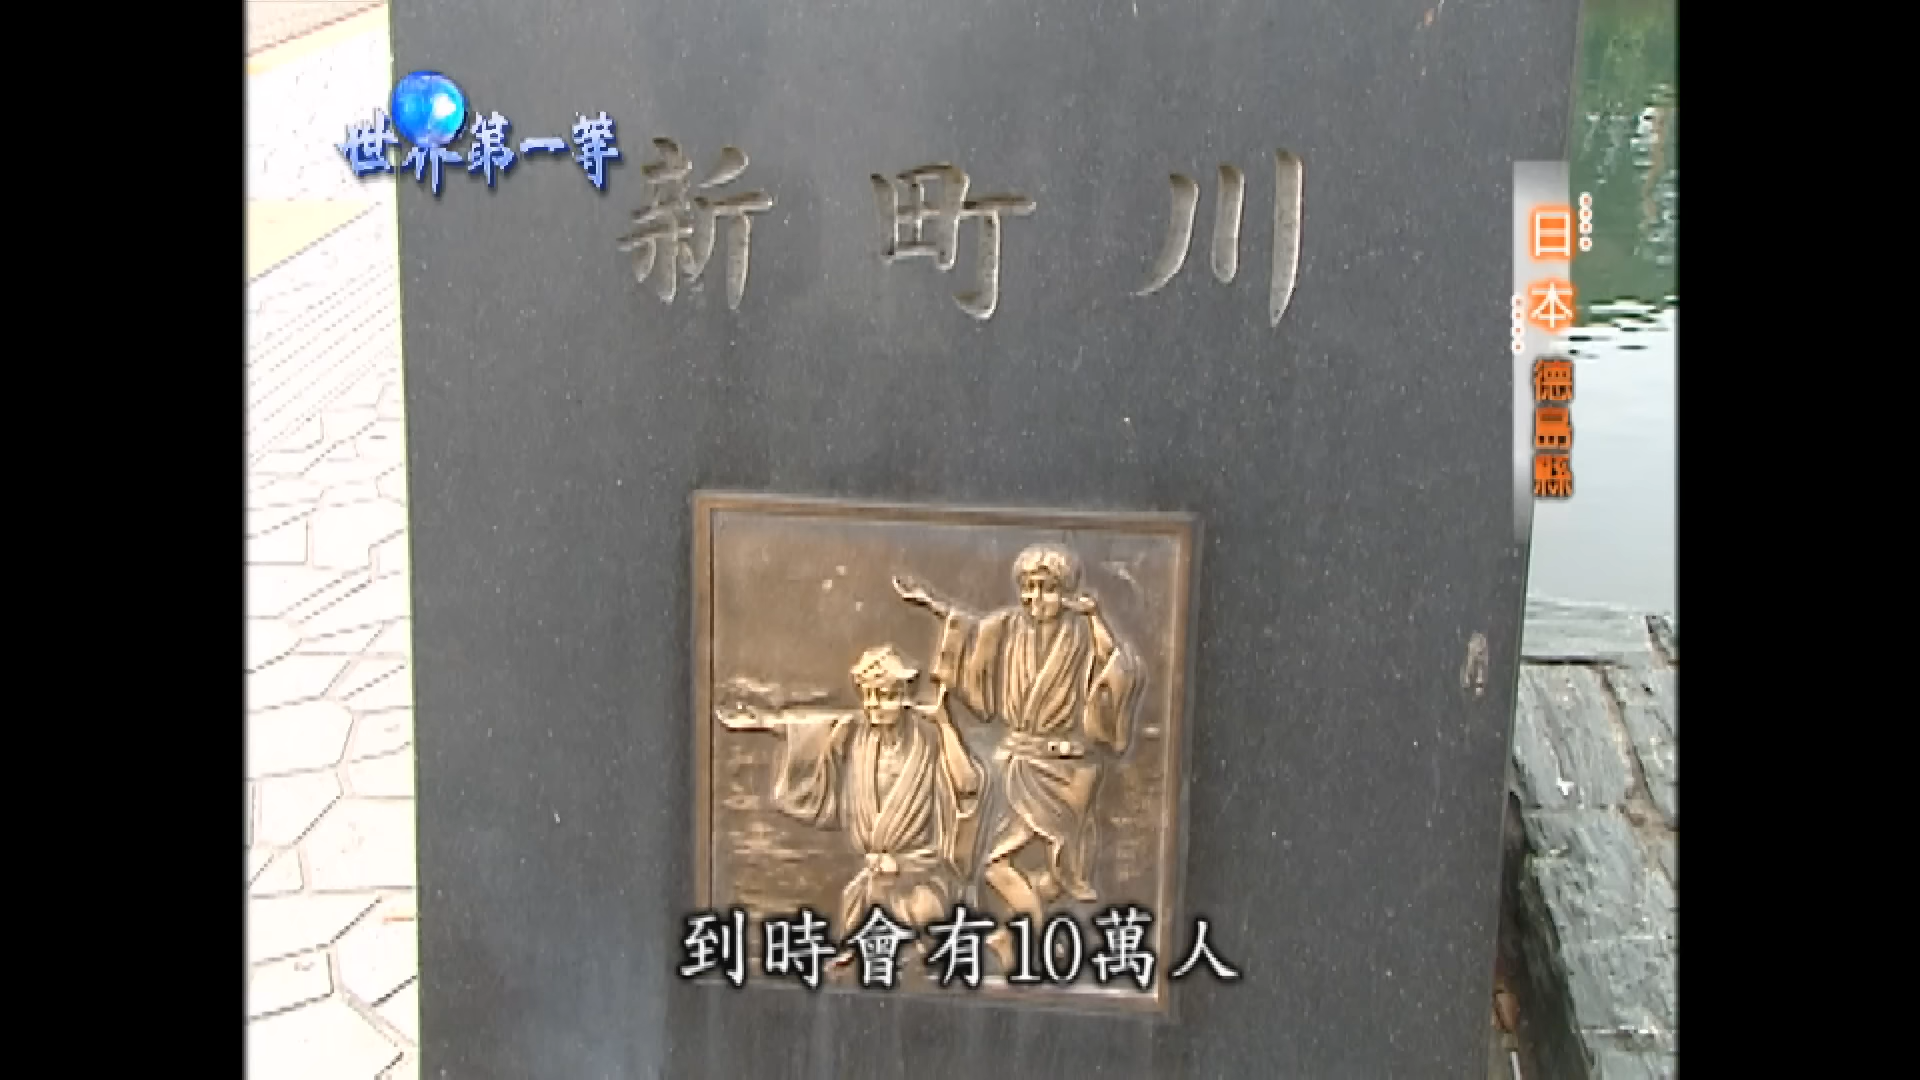 世界第一等
新町川
日本 德島縣
到時會有10萬人